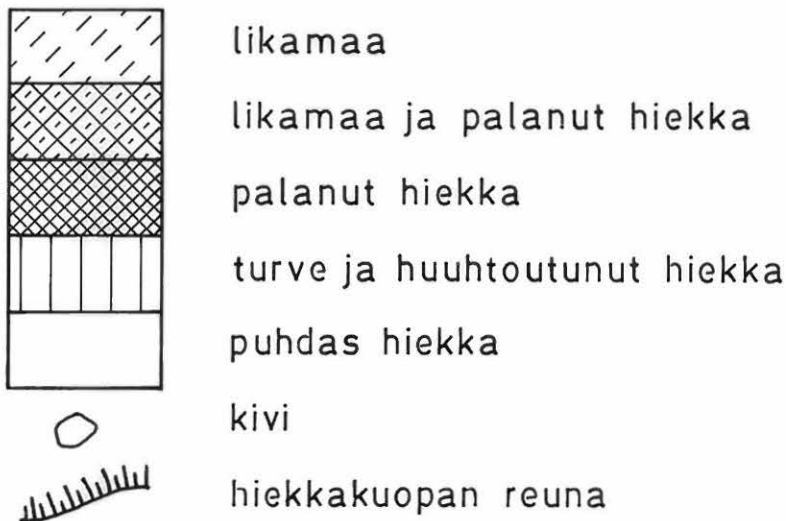 likamaa
likamaa ja palanut hiekka
palanut hiekka
turve ja huuhtoutunut hiekka
puhdas hiekka
kivi
hiekkakuopan reuna